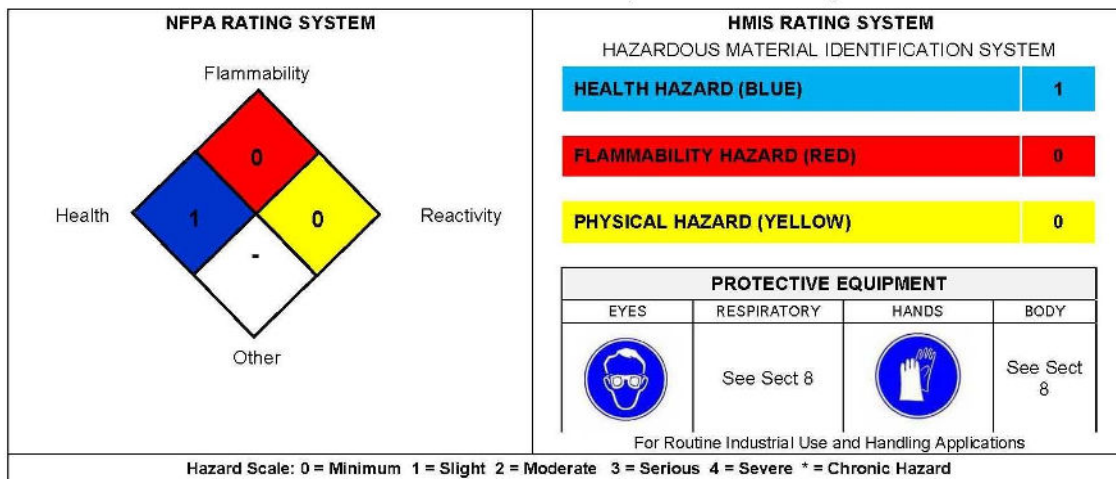 NFPA RATING SYSTEM
Flammability
0
Health
1
0
Reactivity
-
Other
HMIS RATING SYSTEM
HAZARDOUS MATERIAL IDENTIFICATION SYSTEM
HEALTH HAZARD (BLUE) 1
FLAMMABILITY HAZARD (RED) 0
PHYSICAL HAZARD (YELLOW) 0
PROTECTIVE EQUIPMENT
EYES RESPIRATORY HANDS BODY
See Sect 8
See Sect
8
For Routine Industrial Use and Handling Applications
Hazard Scale: 0 = Minimum 1 = Slight 2 = Moderate 3 = Serious 4 = Severe * = Chronic Hazard